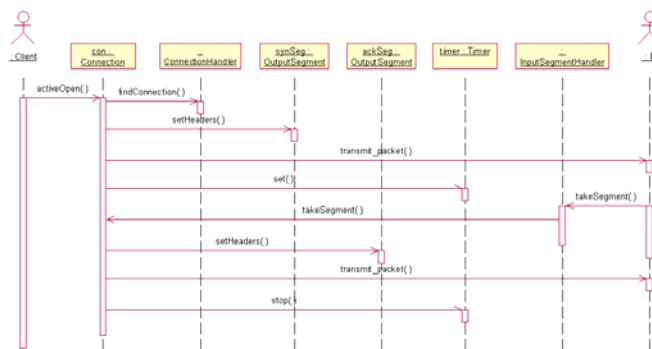 : Client
con :
Connection
:
ConnectionHandler
synSeg :
OutputSegment
ackSeg :
OutputSegment
timer : Timer
:
InputSegmentHandler
activeOpen( )
findConnection( )
setHeaders( )
transmit_packet( )
set( )
takeSegment( )
takeSegment( )
setHeaders( )
transmit_packet( )
stop( )